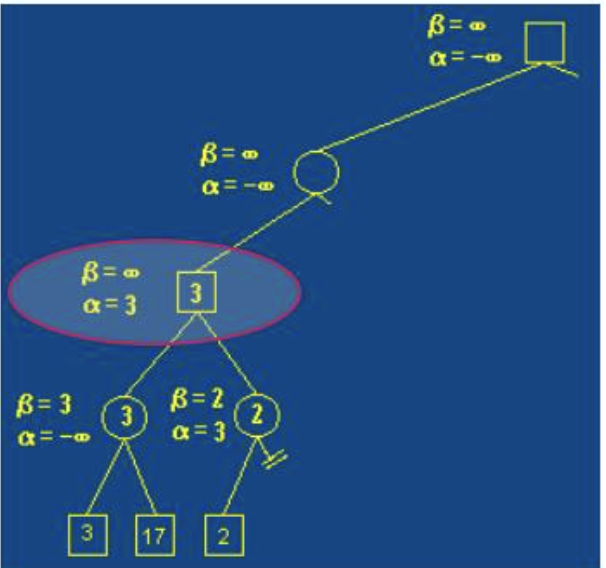 β = ∞
α = −∞
β = ∞
α = −∞
β = ∞
α = 3
3
β = 3
α = −∞
3
β = 2
α = 3
2
3
17
2